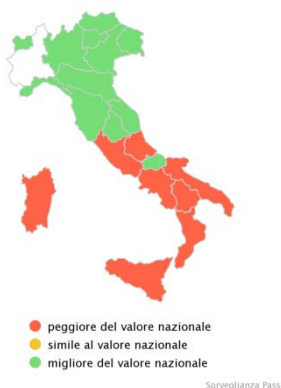 peggiore del valore nazionale
simile al valore nazionale
migliore del valore nazionale
Sorveglianza Pass